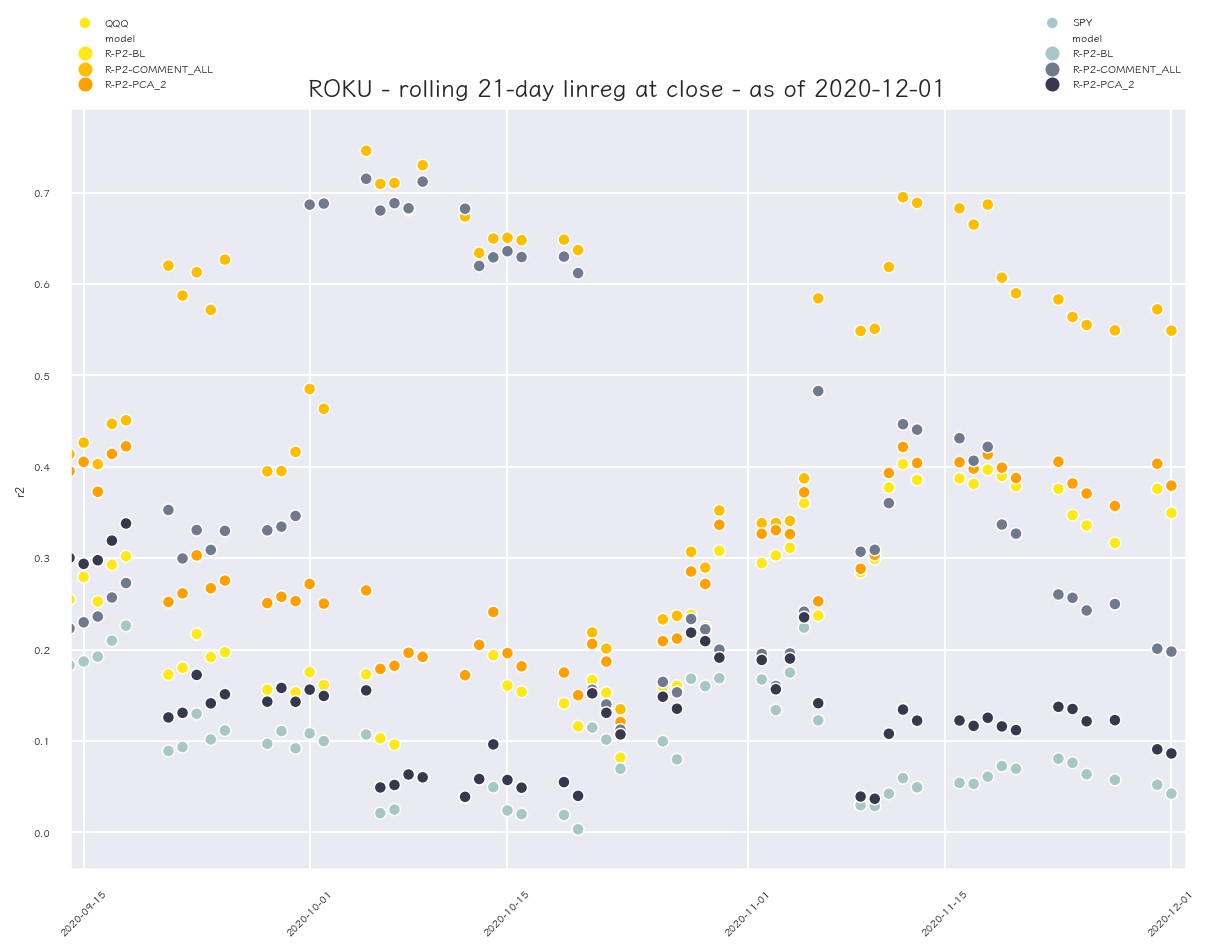 QQQ
model
R-P2-BL
R-P2-COMMENT_ALL
R-P2-PCA_2
SPY
model
R-P2-BL
R-P2-COMMENT_ALL
R-P2-PCA_2
ROKU - rolling 21-day linreg at close - as of 2020-12-01
0.7
0.6
0.5
0.4
0.3
0.2
0.1
0.0
r2
2020-09-15
2020-10-01
2020-10-15
2020-11-01
2020-11-15
2020-12-01